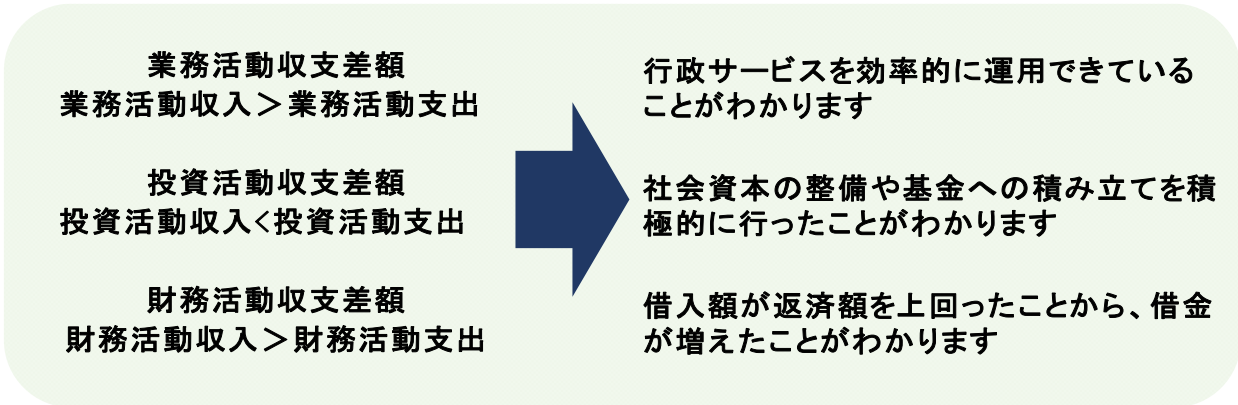 業務活動収支差額
業務活動収入＞業務活動支出
行政サービスを効率的に運用できている
ことがわかります
投資活動収支差額
投資活動収入<投資活動支出
社会資本の整備や基金への積み立てを積
極的に行ったことがわかります
財務活動収支差額
財務活動収入＞財務活動支出
借入額が返済額を上回ったことから、借金
が増えたことがわかります